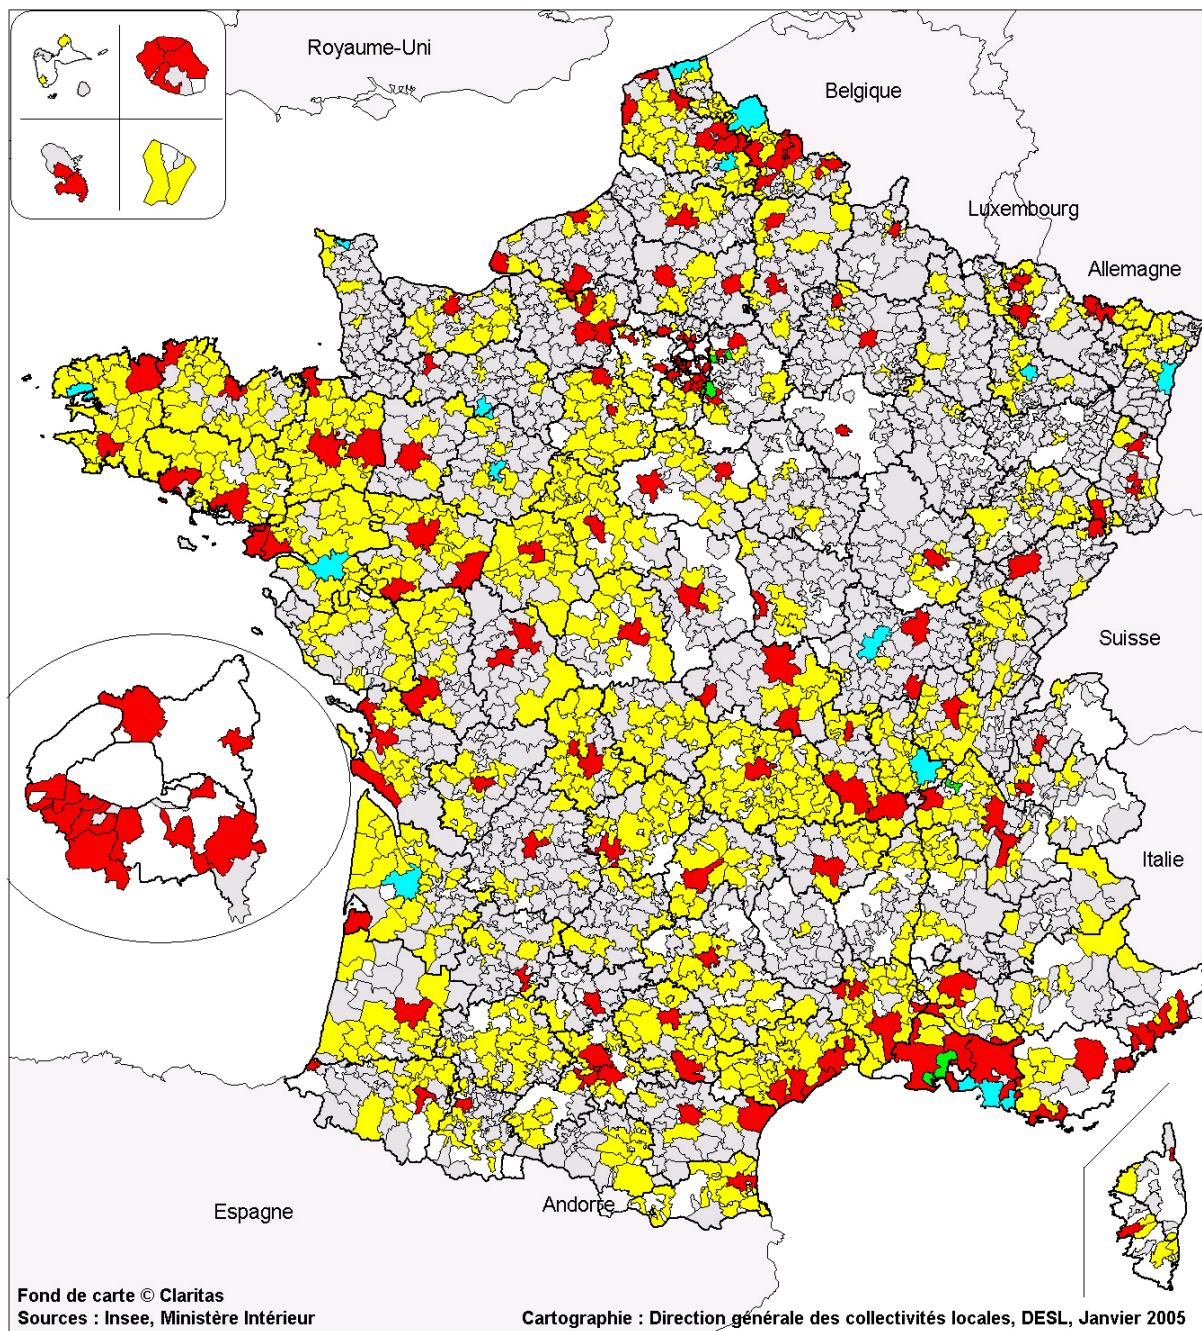 Royaume-Uni
Belgique
Luxembourg
Allemagne
Suisse
Italie
Andorre
Espagne
Fond de carte © Claritas
Sources : Insee, Ministère Intérieur
Cartographie : Direction générale des collectivités locales, DESL, Janvier 2005